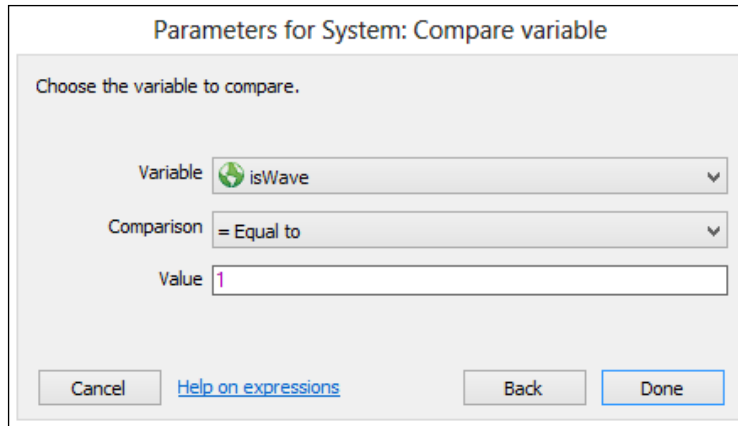 Parameters for System: Compare variable
Choose the variable to compare.
Variable isWave
Comparison = Equal to
Value 1
Cancel Help on expressions Back Done